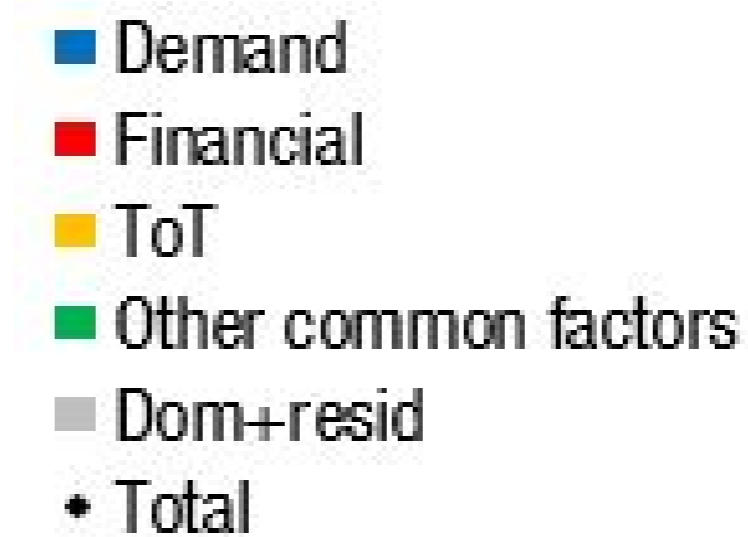 Demand
Financial
ToT
Other common factors
Dom+resid
Total